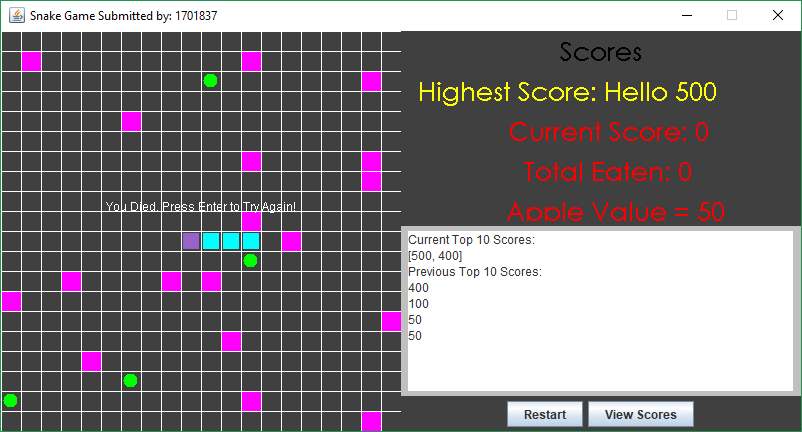 Snake Game Submitted by: 1701837
Scores
Highest Score: Hello 500
Current Score: 0
Total Eaten: 0
Apple Value = 50
You Died, Press Enter to Try Again!
Current Top 10 Scores:
[500, 400]
Previous Top 10 Scores:
400
100
50
50
Restart
View Scores